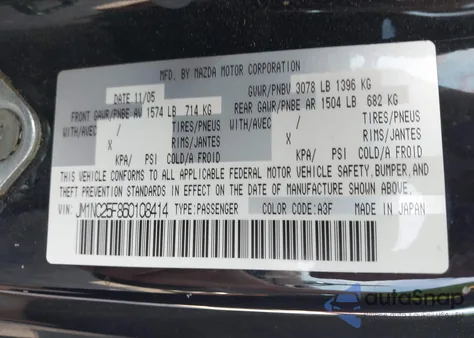 MFD. BY MAZDA MOTOR CORPORATION
DATE 11/05 GVWR/PNBV 3078 LB 1396 KG
FRONT GAWR/PNBE AV 1574 LB 714 KG REAR GAWR/PNBE AR 1504 LB 682 KG
WITH/AVEC / TIRES/PNEUS WITH/AVEC / TIRES/PNEUS
X RIMS/JANTES X RIMS/JANTES
KPA/ PSI COLD/A FROID KPA/ PSI COLD/A FROID
THIS VEHICLE CONFORMS TO ALL APPLICABLE FEDERAL MOTOR VEHICLE SAFETY, BUMPER, AND
THEFT PREVENTION STANDARDS IN EFFECT ON THE DATE OF MANUFACTURE SHOWN ABOVE.
VIN: JM1NC25F860108414 TYPE:PASSENGER COLOR CODE: A3F MADE IN JAPAN
autoSnap